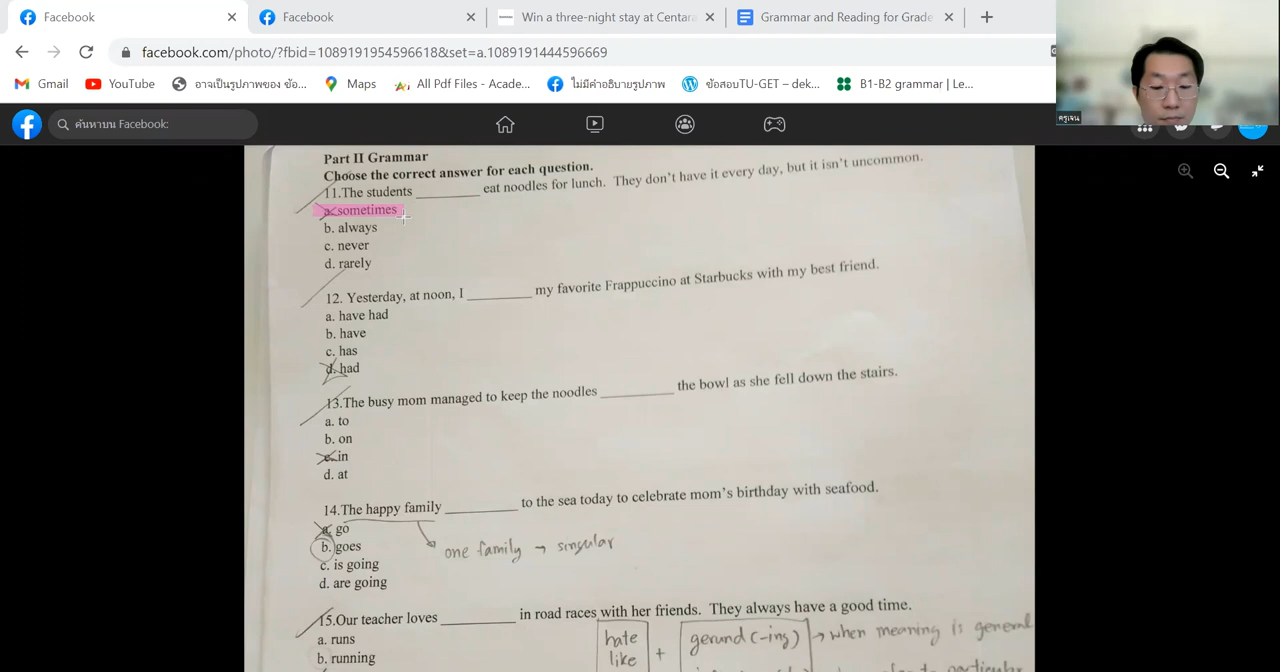 Facebook
Facebook
Win a three-night stay at Centara
Grammar and Reading for Grade
facebook.com/photo/?fbid=1089191954596618&set=a.1089191444596669
Gmail
YouTube
อาจเป็นรูปภาพของ ข้อ...
Maps
All Pdf Files - Acade...
ไม่มีคำอธิบายรูปภาพ
ข้อสอบTU-GET – dek...
B1-B2 grammar | Le...
ครูเจน
ค้นหาบน Facebook:
Part II Grammar
Choose the correct answer for each question.
11.The students ________ eat noodles for lunch. They don't have it every day, but it isn't uncommon.
a. sometimes
b. always
c. never
d. rarely
12. Yesterday, at noon, I ________ my favorite Frappuccino at Starbucks with my best friend.
a. have had
b. have
c. has
d. had
13.The busy mom managed to keep the noodles ________ the bowl as she fell down the stairs.
a. to
b. on
c. in
d. at
14.The happy family ________ to the sea today to celebrate mom's birthday with seafood.
a. go
b. goes
one family → singular
c. is going
d. are going
15.Our teacher loves ________ in road races with her friends. They always have a good time.
a. runs
hate
gerund (-ing) → when meaning is general
b. running
like
+